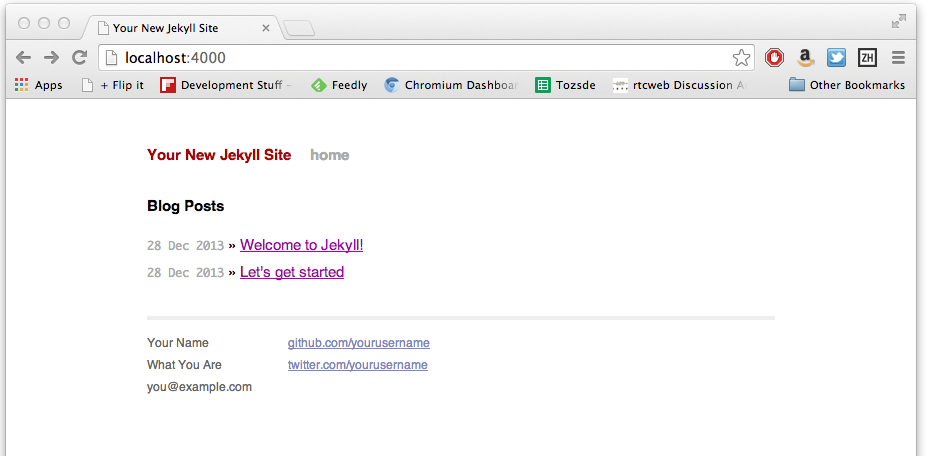 Your New Jekyll Site
localhost:4000
ZH
Apps + Flip it Development Stuff - Feedly Chromium Dashboar Tozsde rtcweb Discussion A Other Bookmarks
Your New Jekyll Site home
Blog Posts
28 Dec 2013 » Welcome to Jekyll!
28 Dec 2013 » Let's get started
Your Name github.com/yourusername
What You Are twitter.com/yourusername
you@example.com